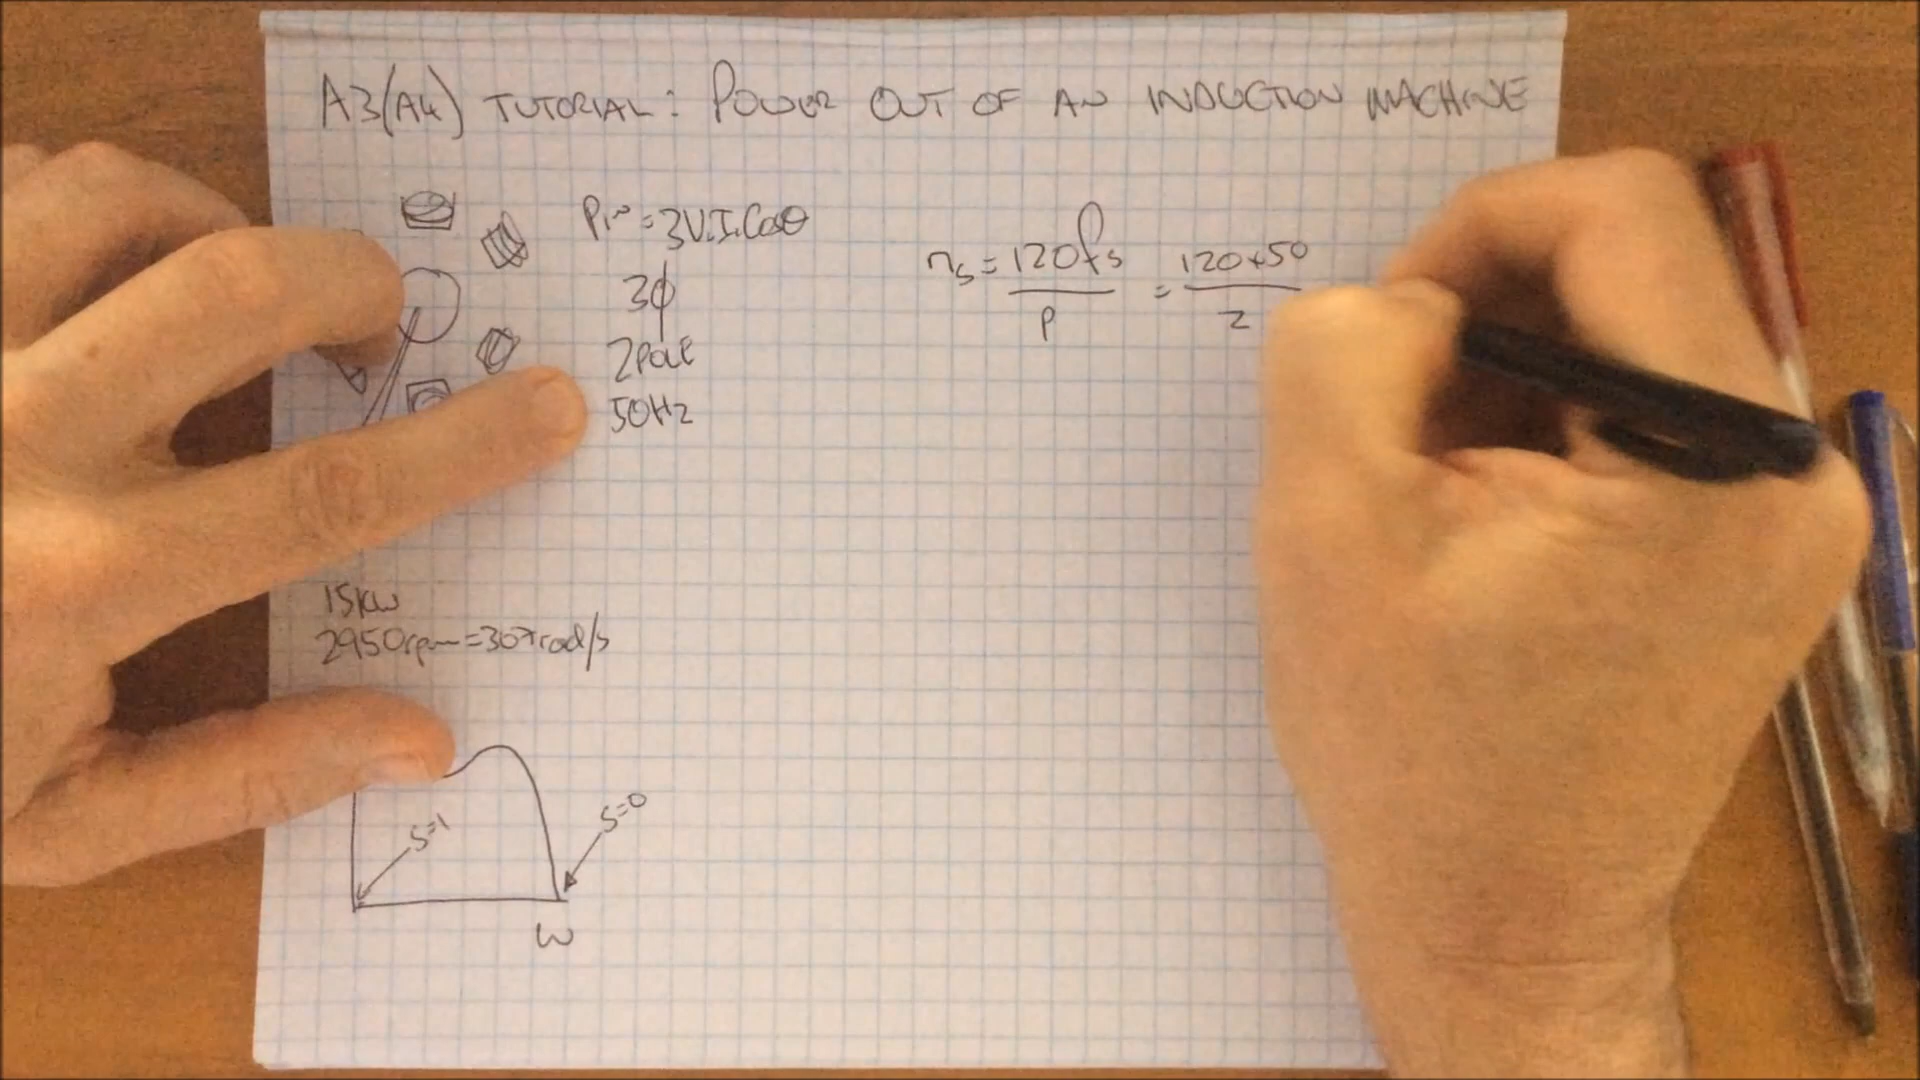 A3(A4) TUTORIAL: POWER OUT OF AN INDUCTION MACHINE
PIN = 3V1I1Cosθ
3ϕ
2POLE
50Hz
ns = 120fs / P = 120×50 / 2
15kW
2950rpm = 307rad/s
S=1
S=0
ω